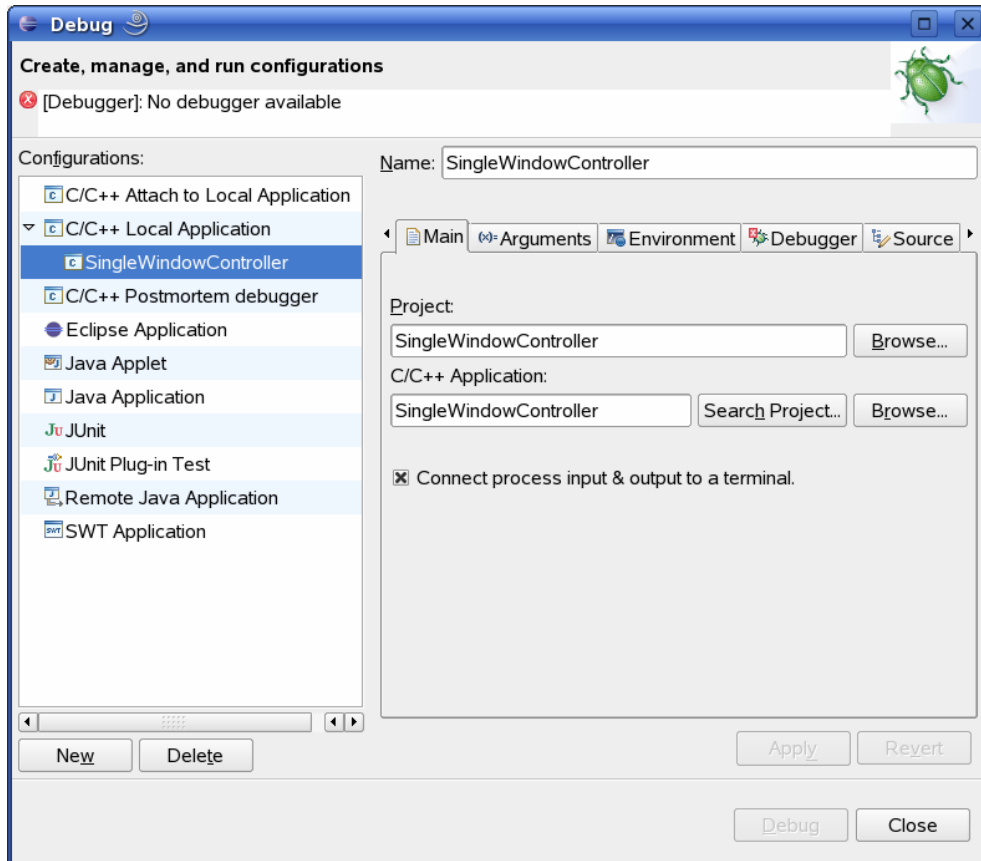 Debug
Create, manage, and run configurations
[Debugger]: No debugger available
Configurations:
C/C++ Attach to Local Application
C/C++ Local Application
SingleWindowController
C/C++ Postmortem debugger
Eclipse Application
Java Applet
Java Application
JUnit
JUnit Plug-in Test
Remote Java Application
SWT Application
New Delete
Name: SingleWindowController
Main (x)= Arguments Environment Debugger Source
Project:
SingleWindowController Browse...
C/C++ Application:
SingleWindowController Search Project... Browse...
Connect process input & output to a terminal.
Apply Revert
Debug Close